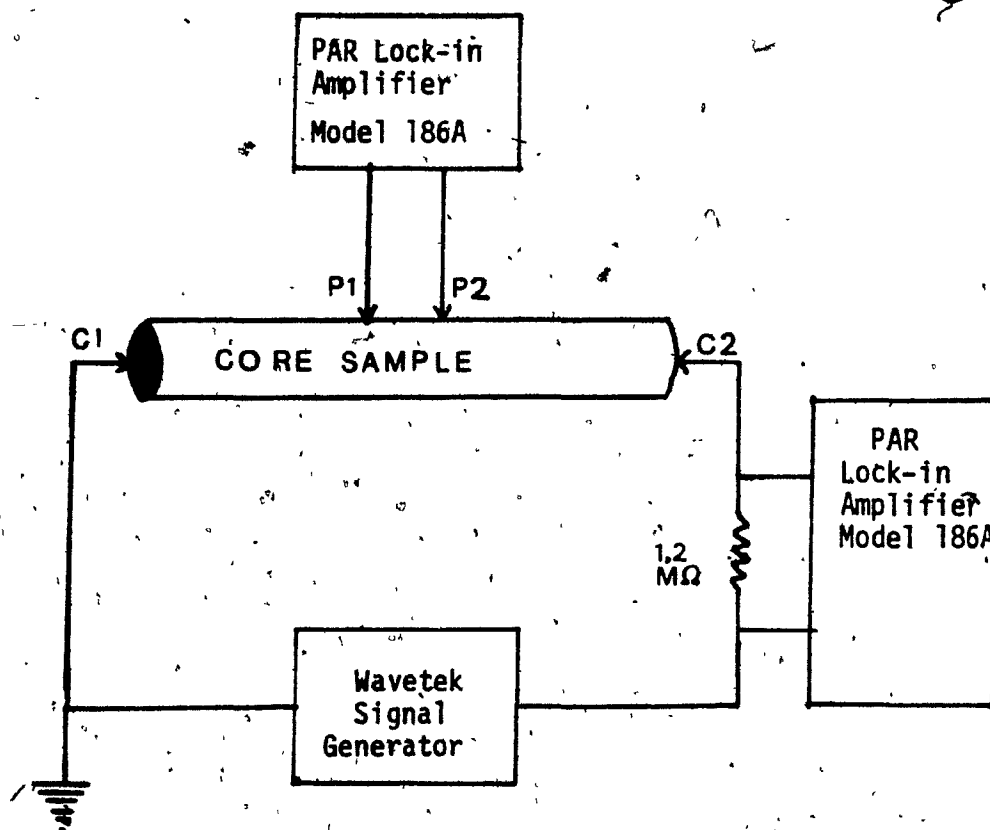 PAR Lock-in
Amplifier
Model 186A
P1
P2
C1
CORE SAMPLE
C2
PAR
Lock-in
Amplifier
Model 186A
1,2
MΩ
Wavetek
Signal
Generator